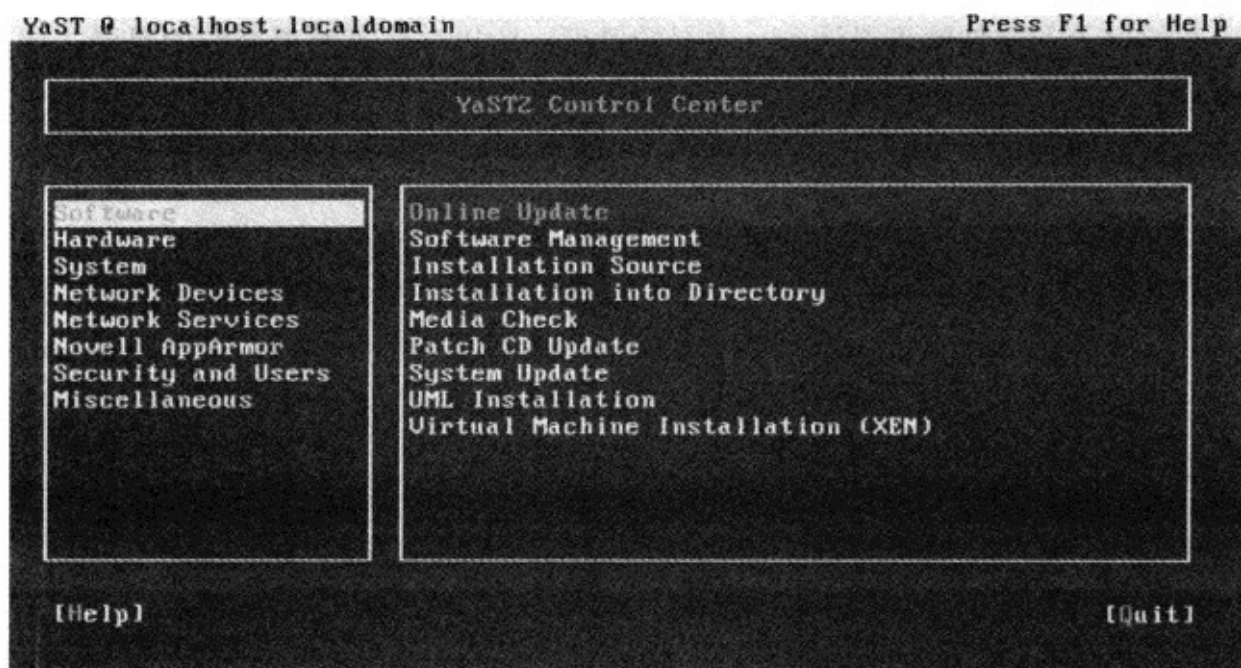 YaST @ localhost.localdomain Press F1 for Help
YaST2 Control Center
Software
Hardware
System
Network Devices
Network Services
Novell AppArmor
Security and Users
Miscellaneous
Online Update
Software Management
Installation Source
Installation into Directory
Media Check
Patch CD Update
System Update
UML Installation
Virtual Machine Installation (XEN)
[Help] [Quit]